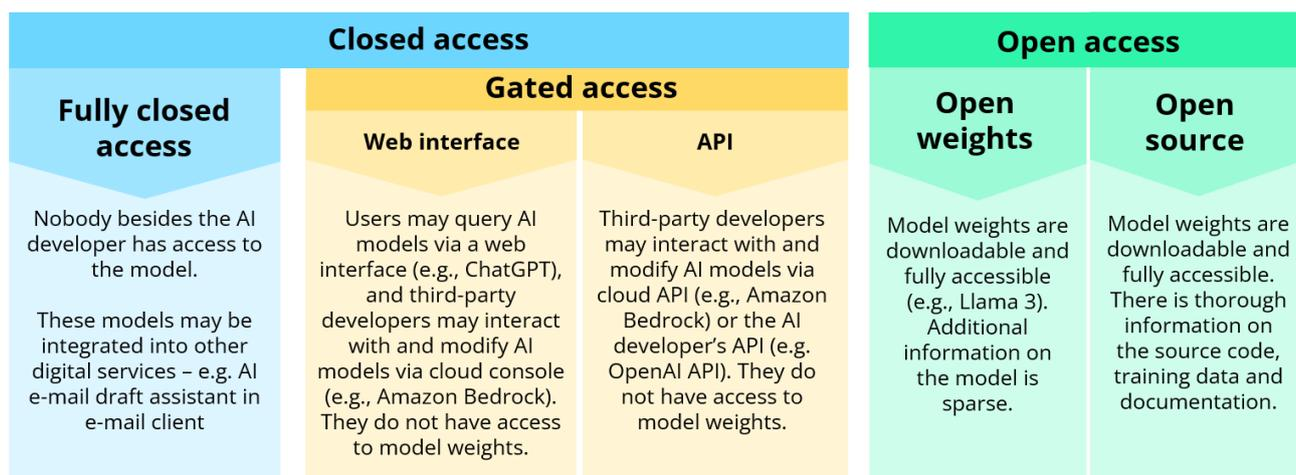 Closed access
Fully closed
access
Nobody besides the AI
developer has access to
the model.
These models may be
integrated into other
digital services – e.g. AI
e-mail draft assistant in
e-mail client
Gated access
Web interface
Users may query AI
models via a web
interface (e.g., ChatGPT),
and third-party
developers may interact
with and modify AI
models via cloud console
(e.g., Amazon Bedrock).
They do not have access
to model weights.
API
Third-party developers
may interact with and
modify AI models via
cloud API (e.g., Amazon
Bedrock) or the AI
developer’s API (e.g.
OpenAI API). They do
not have access to
model weights.
Open access
Open
weights
Model weights are
downloadable and
fully accessible
(e.g., Llama 3).
Additional
information on
the model is
sparse.
Open
source
Model weights are
downloadable and
fully accessible.
There is thorough
information on
the source code,
training data and
documentation.